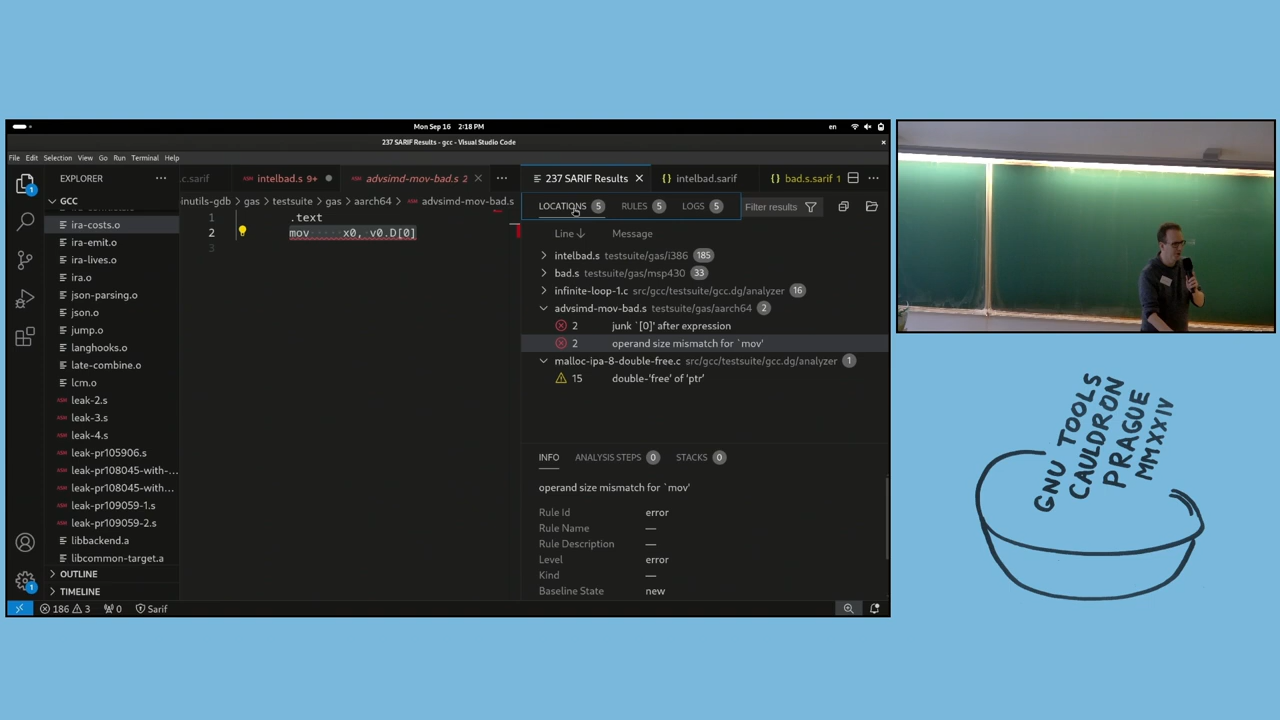 Mon Sep 16 2:18 PM
en
237 SARIF Results - gcc - Visual Studio Code
File Edit Selection View Go Run Terminal Help
EXPLORER
GCC
ira-costs.o
ira-emit.o
ira-lives.o
ira.o
json-parsing.o
json.o
jump.o
langhooks.o
late-combine.o
lcm.o
leak-2.s
leak-3.s
leak-4.s
leak-pr105906.s
leak-pr108045-with-...
leak-pr108045-with...
leak-pr109059-1.s
leak-pr109059-2.s
libbackend.a
libcommon-target.a
OUTLINE
TIMELINE
186 3 0 Sarif
.c.sarif intelbad.s 9+ advsimd-mov-bad.s 2
inutils-gdb > gas > testsuite > gas > aarch64 > advsimd-mov-bad.s
1 .text
2 mov x0, v0.D[0]
3
237 SARIF Results intelbad.sarif bad.s.sarif 1
LOCATIONS 5 RULES 5 LOGS 5 Filter results
Line Message
intelbad.s testsuite/gas/i386 185
bad.s testsuite/gas/msp430 33
infinite-loop-1.c src/gcc/testsuite/gcc.dg/analyzer 16
advsimd-mov-bad.s testsuite/gas/aarch64 2
2 junk `[0]' after expression
2 operand size mismatch for `mov'
malloc-ipa-8-double-free.c src/gcc/testsuite/gcc.dg/analyzer 1
15 double-'free' of 'ptr'
INFO ANALYSIS STEPS 0 STACKS 0
operand size mismatch for `mov'
Rule Id error
Rule Name —
Rule Description —
Level error
Kind —
Baseline State new
GNU TOOLS
CAULDRON
PRAGUE
MMXXIV